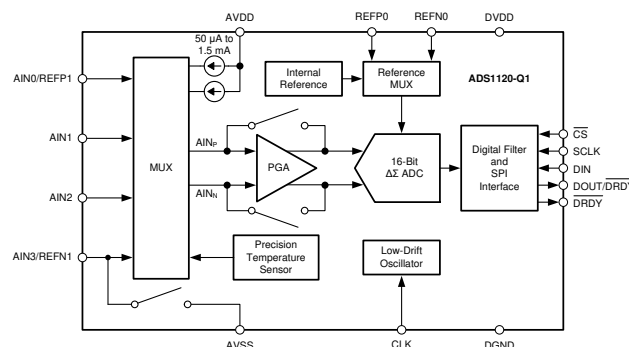 AVDD
REFP0
REFN0
DVDD
50 µA to
1.5 mA
Internal
Reference
Reference
MUX
ADS1120-Q1
AIN0/REFP1
AIN1
AIN2
AIN3/REFN1
MUX
AINP
AINN
PGA
16-Bit
ΔΣ ADC
Digital Filter
and
SPI
Interface
CS
SCLK
DIN
DOUT/DRDY
DRDY
Precision
Temperature
Sensor
Low-Drift
Oscillator
AVSS
CLK
DGND